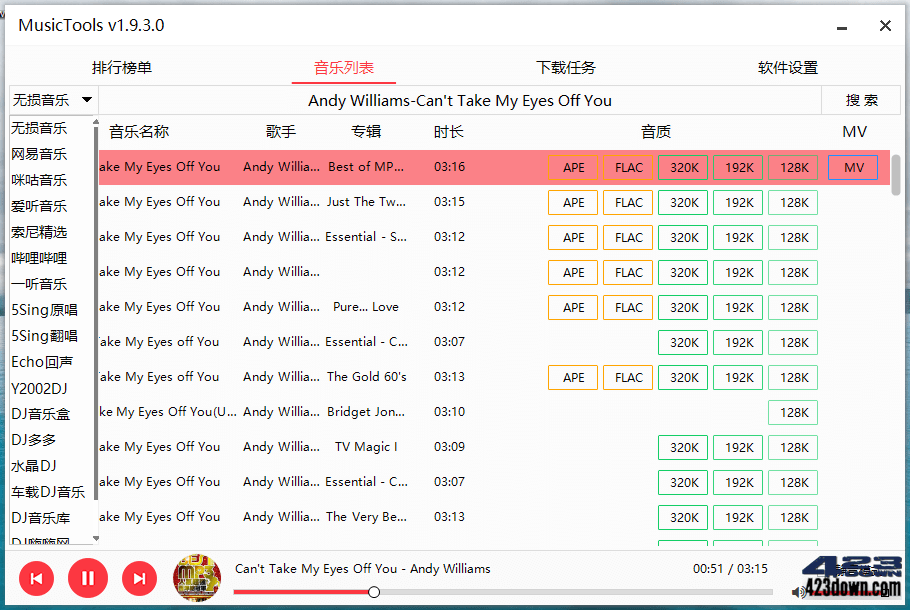 MusicTools v1.9.3.0
排行榜单 音乐列表 下载任务 软件设置
无损音乐 Andy Williams-Can't Take My Eyes Off You 搜 索
音乐名称 歌手 专辑 时长 音质 MV
无损音乐
网易音乐
咪咕音乐
爱听音乐
索尼精选
哔哩哔哩
一听音乐
5Sing原唱
5Sing翻唱
Echo回声
Y2002DJ
DJ音乐盒
DJ多多
水晶DJ
车载DJ音乐
DJ音乐库
DJ嗨嗨网
ake My Eyes Off You Andy Willia... Best of MP... 03:16 APE FLAC 320K 192K 128K MV
ake My Eyes Off You Andy Willia... Just The Tw... 03:15 APE FLAC 320K 192K 128K
ake My Eyes Off You Andy Willia... Essential - S... 03:12 APE FLAC 320K 192K 128K
ake My Eyes Off You Andy Willia... 03:12 APE FLAC 320K 192K 128K
ake My Eyes Off You Andy Willia... Pure... Love 03:12 APE FLAC 320K 192K 128K
ake My Eyes Off You Andy Willia... Essential - C... 03:07 320K 192K 128K
ake My Eyes off You Andy Willia... The Gold 60's 03:13 APE FLAC 320K 192K 128K
ke My Eyes Off You(U... Andy Willia... Bridget Jon... 03:10 128K
ake My Eyes Off You Andy Willia... TV Magic I 03:09 320K 192K 128K
ake My Eyes Off You Andy Willia... Essential - C... 03:07 320K 192K 128K
ake My Eyes Off You Andy Willia... The Very Be... 03:13 320K 192K 128K
Can't Take My Eyes Off You - Andy Williams 00:51 / 03:15
423
423down.com